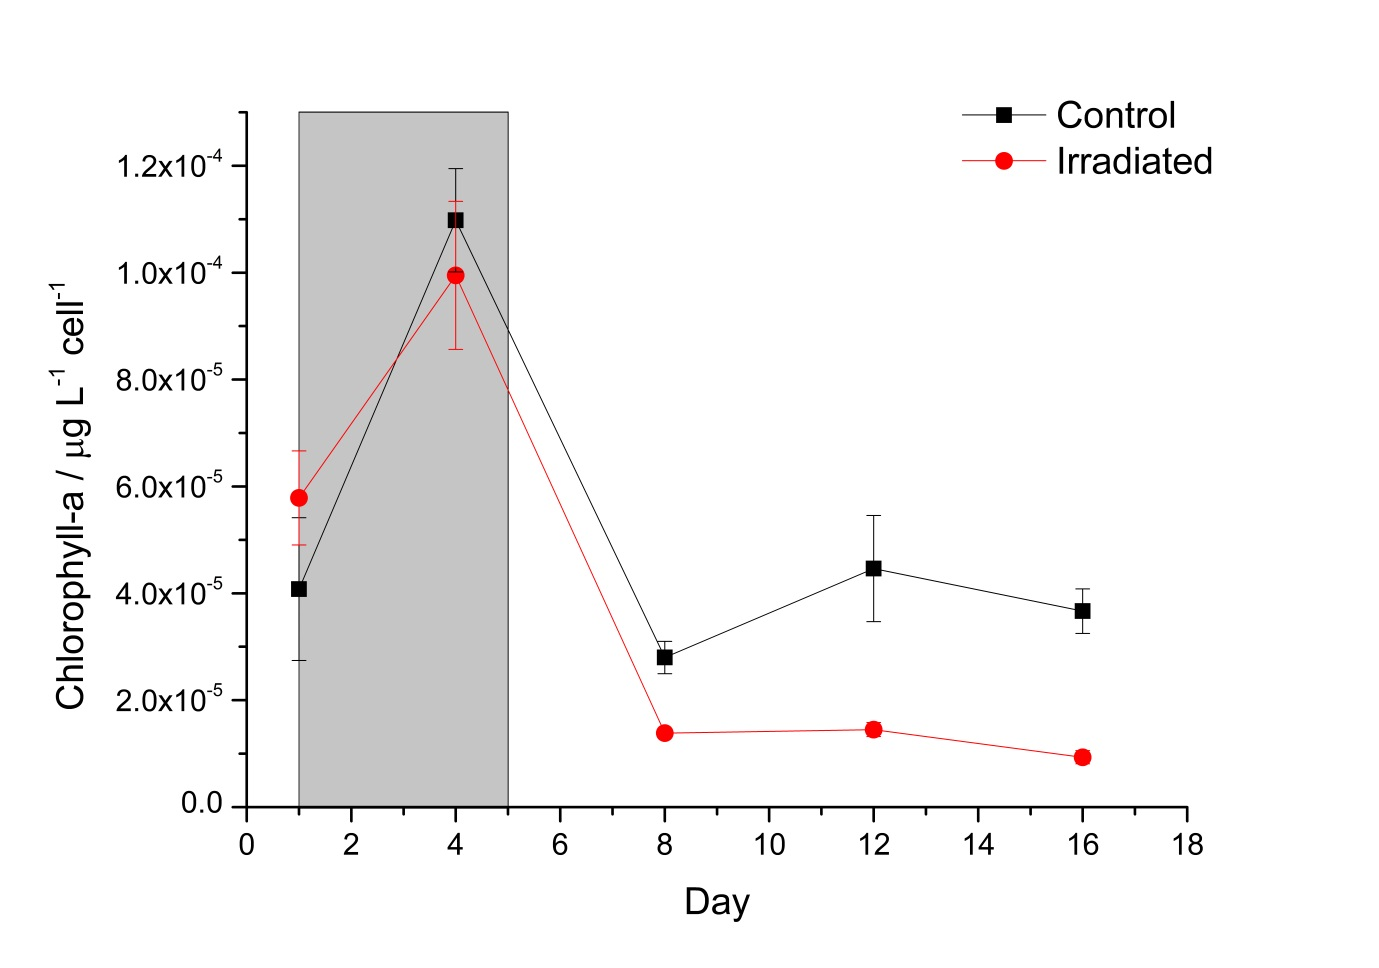 Control
Irradiated
1.2x10⁻⁴
1.0x10⁻⁴
8.0x10⁻⁵
6.0x10⁻⁵
4.0x10⁻⁵
2.0x10⁻⁵
0.0
Chlorophyll-a / μg L⁻¹ cell⁻¹
0 2 4 6 8 10 12 14 16 18
Day